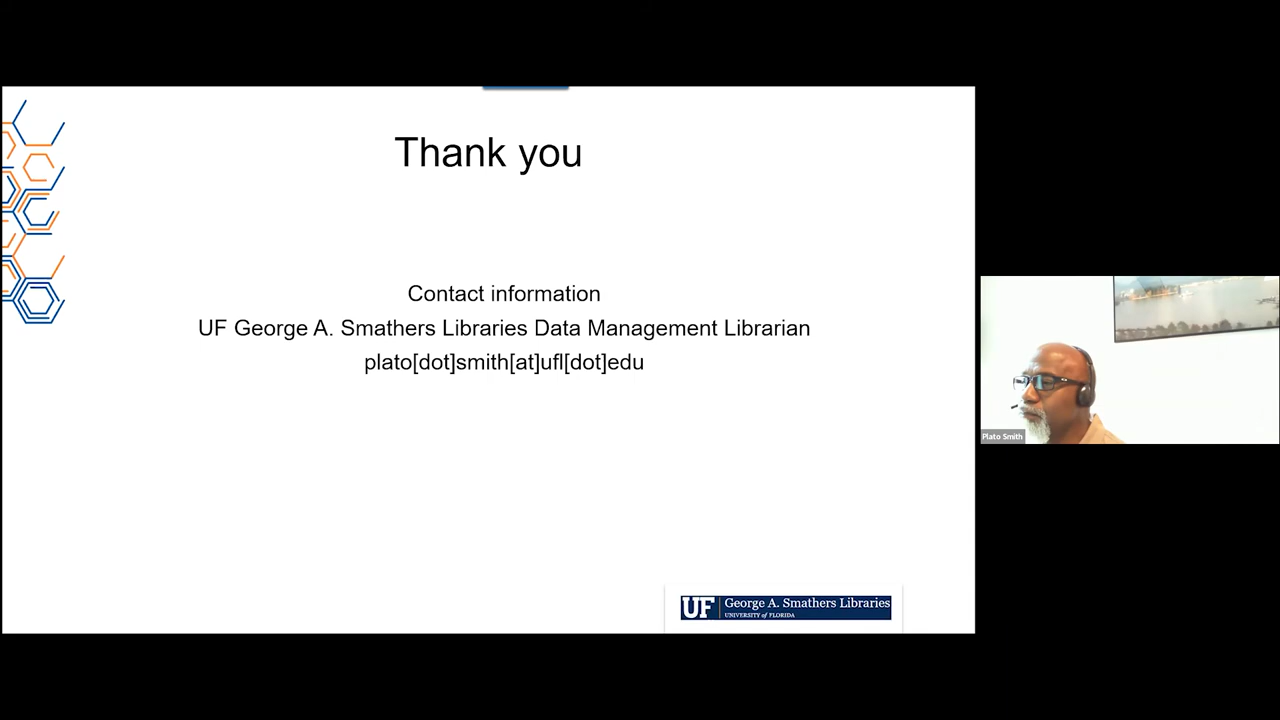 Thank you
Contact information
UF George A. Smathers Libraries Data Management Librarian
plato[dot]smith[at]ufl[dot]edu
Plato Smith
UF George A. Smathers Libraries
UNIVERSITY of FLORIDA